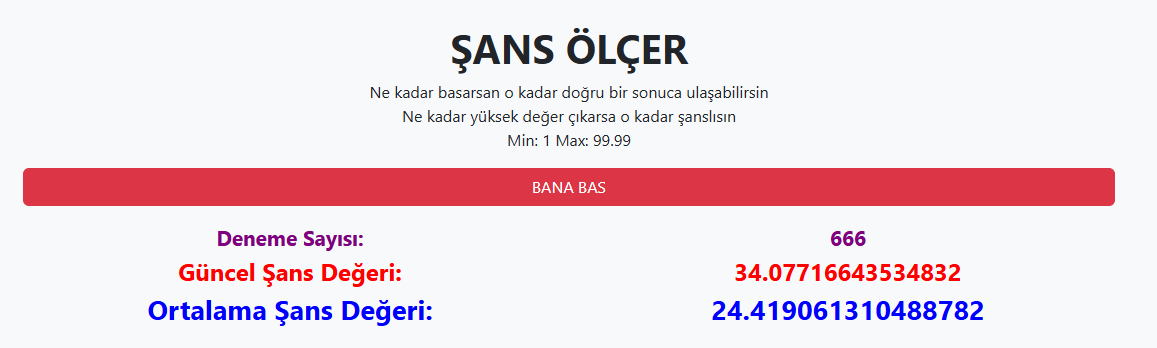 ŞANS ÖLÇER
Ne kadar basarsan o kadar doğru bir sonuca ulaşabilirsin
Ne kadar yüksek değer çıkarsa o kadar şanslısın
Min: 1 Max: 99.99
BANA BAS
Deneme Sayısı: 666
Güncel Şans Değeri: 34.07716643534832
Ortalama Şans Değeri: 24.419061310488782